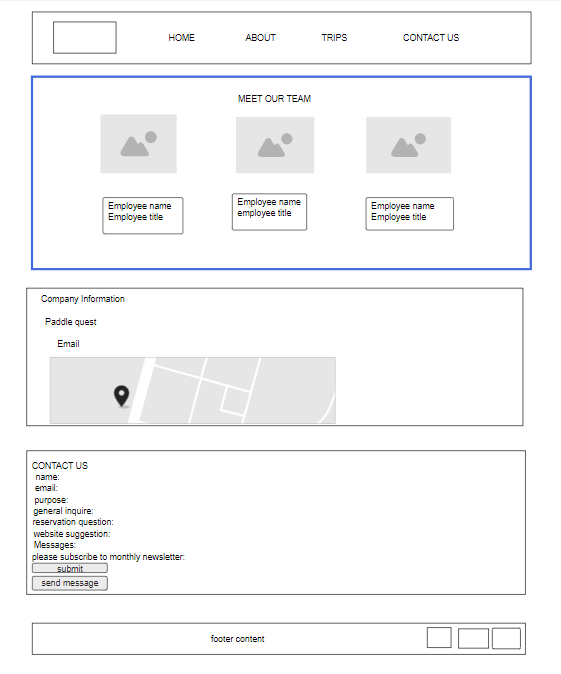 HOME ABOUT TRIPS CONTACT US
MEET OUR TEAM
Employee name
Employee title
Employee name
employee title
Employee name
Employee title
Company Information
Paddle quest
Email
CONTACT US
name:
email:
purpose:
general inquire:
reservation question:
website suggestion:
Messages:
please subscribe to monthly newsletter:
submit
send message
footer content